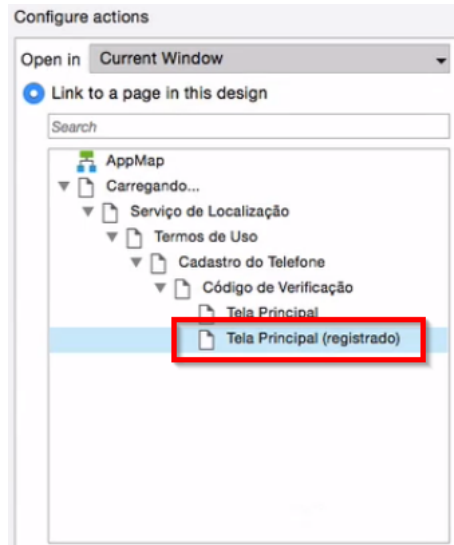 Configure actions
Open in Current Window
Link to a page in this design
Search
AppMap
Carregando...
Serviço de Localização
Termos de Uso
Cadastro do Telefone
Código de Verificação
Tela Principal
Tela Principal (registrado)